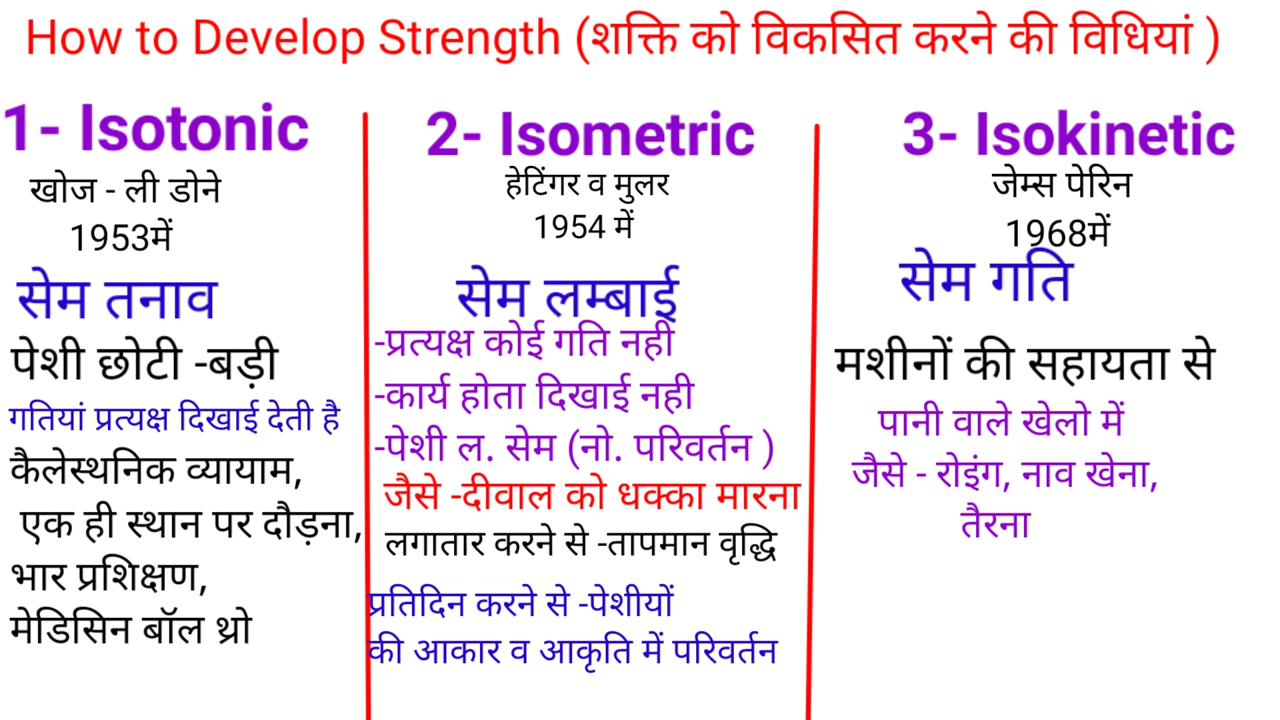 How to Develop Strength (शक्ति को विकसित करने की विधियां )
1- Isotonic
खोज - ली डोने
1953में
सेम तनाव
पेशी छोटी -बड़ी
गतियां प्रत्यक्ष दिखाई देती है
कैलेस्थनिक व्यायाम,
एक ही स्थान पर दौड़ना,
भार प्रशिक्षण,
मेडिसिन बॉल थ्रो
2- Isometric
हेटिंगर व मुलर
1954 में
सेम लम्बाई
-प्रत्यक्ष कोई गति नही
-कार्य होता दिखाई नही
-पेशी ल. सेम (नो. परिवर्तन )
जैसे -दीवाल को धक्का मारना
लगातार करने से -तापमान वृद्धि
प्रतिदिन करने से -पेशीयों
की आकार व आकृति में परिवर्तन
3- Isokinetic
जेम्स पेरिन
1968में
सेम गति
मशीनों की सहायता से
पानी वाले खेलो में
जैसे - रोइंग, नाव खेना,
तैरना